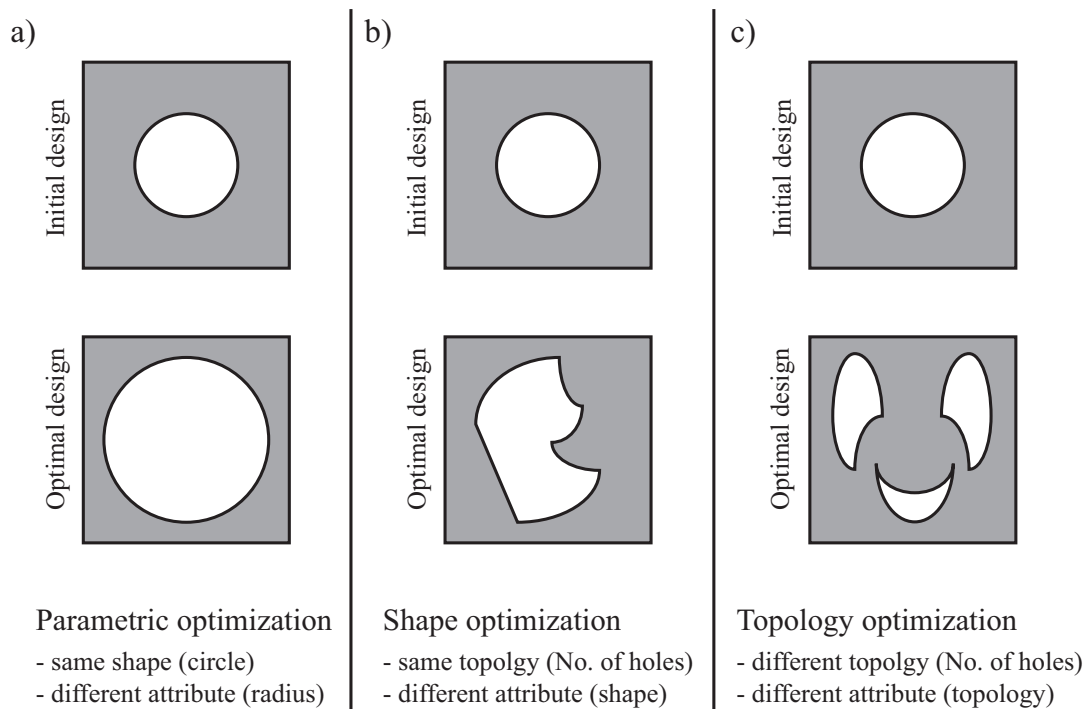 a)
Initial design
Optimal design
Parametric optimization
- same shape (circle)
- different attribute (radius)
b)
Initial design
Optimal design
Shape optimization
- same topolgy (No. of holes)
- different attribute (shape)
c)
Initial design
Optimal design
Topology optimization
- different topolgy (No. of holes)
- different attribute (topology)